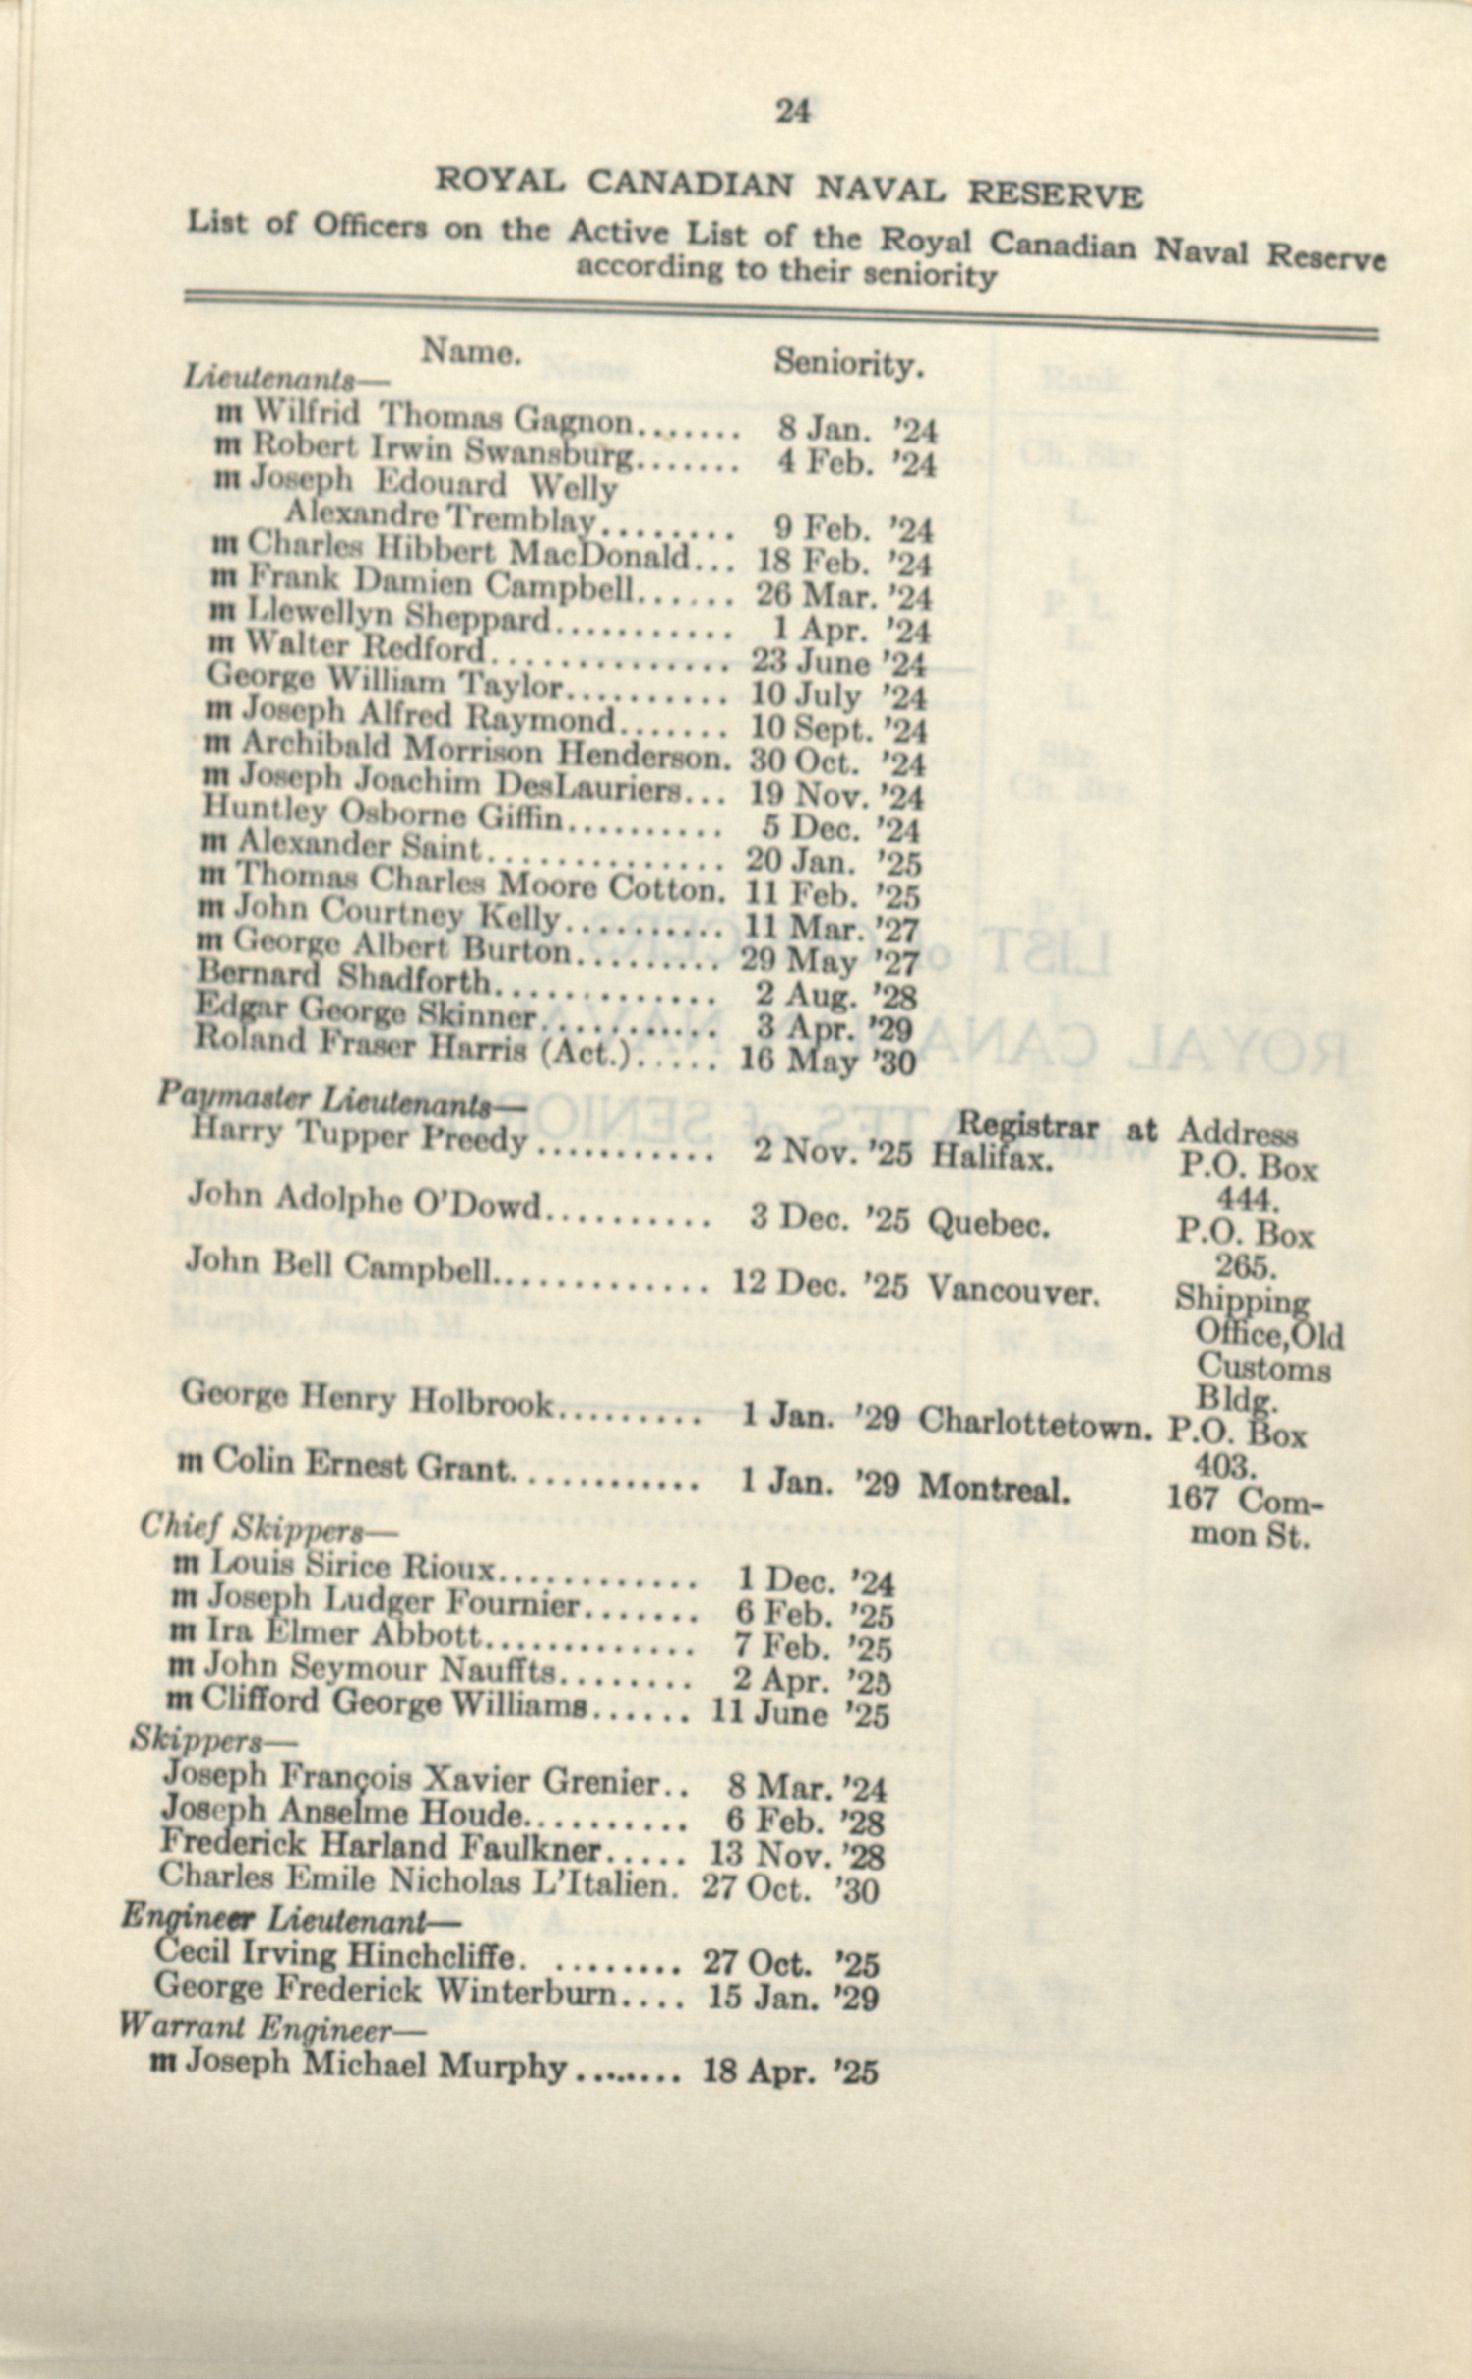 24
ROYAL CANADIAN NAVAL RESERVE
List of Officers on the Active List of the Royal Canadian Naval Reserve
according to their seniority
Name. Seniority.
Lieutenants—
m Wilfrid Thomas Gagnon....... 8 Jan. '24
m Robert Irwin Swansburg....... 4 Feb. '24
m Joseph Edouard Welly
Alexandre Tremblay........ 9 Feb. '24
m Charles Hibbert MacDonald... 18 Feb. '24
m Frank Damien Campbell...... 26 Mar. '24
m Llewellyn Sheppard........... 1 Apr. '24
m Walter Redford.............. 23 June '24
George William Taylor.......... 10 July '24
m Joseph Alfred Raymond....... 10 Sept. '24
m Archibald Morrison Henderson. 30 Oct. '24
m Joseph Joachim DesLauriers... 19 Nov. '24
Huntley Osborne Giffin.......... 5 Dec. '24
m Alexander Saint.............. 20 Jan. '25
m Thomas Charles Moore Cotton. 11 Feb. '25
m John Courtney Kelly.......... 11 Mar. '27
m George Albert Burton......... 29 May '27
Bernard Shadforth............. 2 Aug. '28
Edgar George Skinner........... 3 Apr. '29
Roland Fraser Harris (Act.)..... 16 May '30
Paymaster Lieutenants— Registrar at Address
Harry Tupper Preedy ........... 2 Nov. '25 Halifax. P.O. Box
444.
John Adolphe O'Dowd.......... 3 Dec. '25 Quebec. P.O. Box
265.
John Bell Campbell............. 12 Dec. '25 Vancouver. Shipping
Office, Old
Customs
Bldg.
George Henry Holbrook......... 1 Jan. '29 Charlottetown. P.O. Box
403.
m Colin Ernest Grant............ 1 Jan. '29 Montreal. 167 Com-
mon St.
Chief Skippers—
m Louis Sirice Rioux............ 1 Dec. '24
m Joseph Ludger Fournier....... 6 Feb. '25
m Ira Elmer Abbott............. 7 Feb. '25
m John Seymour Nauffts........ 2 Apr. '25
m Clifford George Williams...... 11 June '25
Skippers—
Joseph François Xavier Grenier.. 8 Mar. '24
Joseph Anselme Houde.......... 6 Feb. '28
Frederick Harland Faulkner..... 13 Nov. '28
Charles Emile Nicholas L'Italien. 27 Oct. '30
Engineer Lieutenant—
Cecil Irving Hinchcliffe. ........ 27 Oct. '25
George Frederick Winterburn.... 15 Jan. '29
Warrant Engineer—
m Joseph Michael Murphy ........ 18 Apr. '25